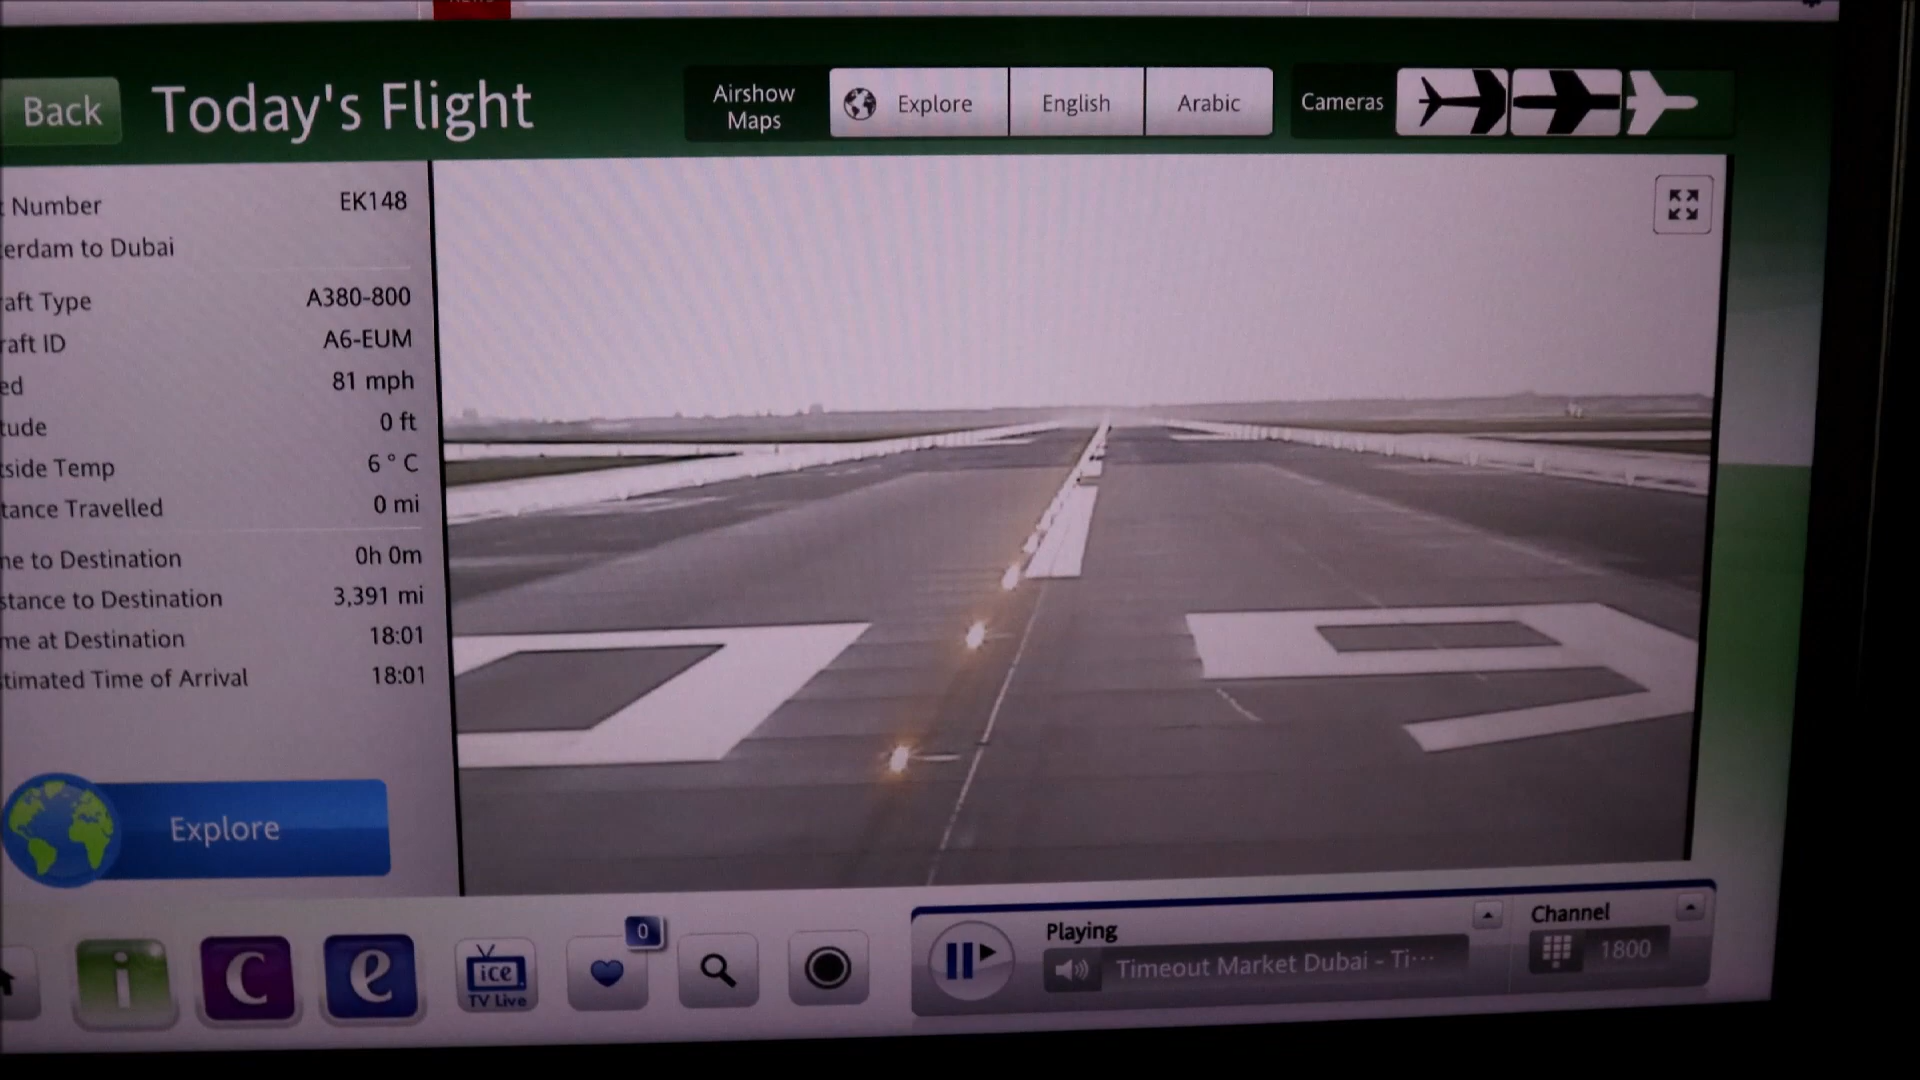 Back
Today's Flight
Airshow
Maps
Explore
English
Arabic
Cameras
Number
EK148
erdam to Dubai
aft Type
A380-800
raft ID
A6-EUM
ed
81 mph
tude
0 ft
side Temp
6 ° C
tance Travelled
0 mi
ne to Destination
0h 0m
stance to Destination
3,391 mi
me at Destination
18:01
timated Time of Arrival
18:01
09
Explore
i
C
e
ice
TV Live
0
Playing
Timeout Market Dubai - Ti...
Channel
1800